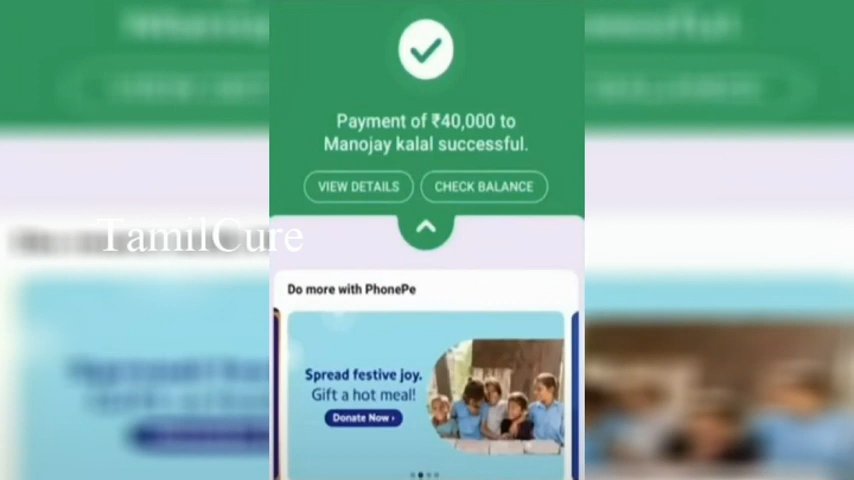 Payment of ₹40,000 to
Manojay kalal successful.
VIEW DETAILS
CHECK BALANCE
TamilCure
Do more with PhonePe
Spread festive joy.
Gift a hot meal!
Donate Now ›